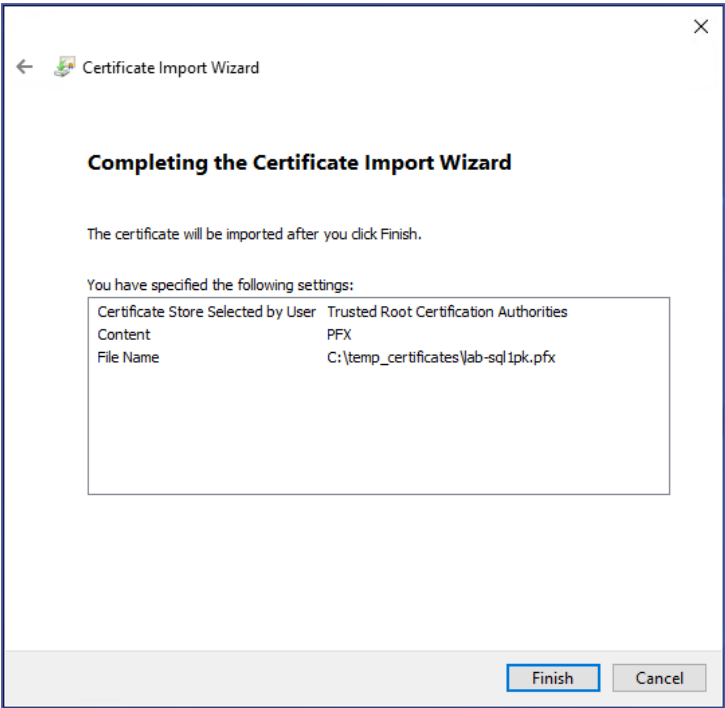 Certificate Import Wizard
Completing the Certificate Import Wizard
The certificate will be imported after you click Finish.
You have specified the following settings:
Certificate Store Selected by User Trusted Root Certification Authorities
Content PFX
File Name C:\temp_certificates\lab-sql1pk.pfx
Finish Cancel